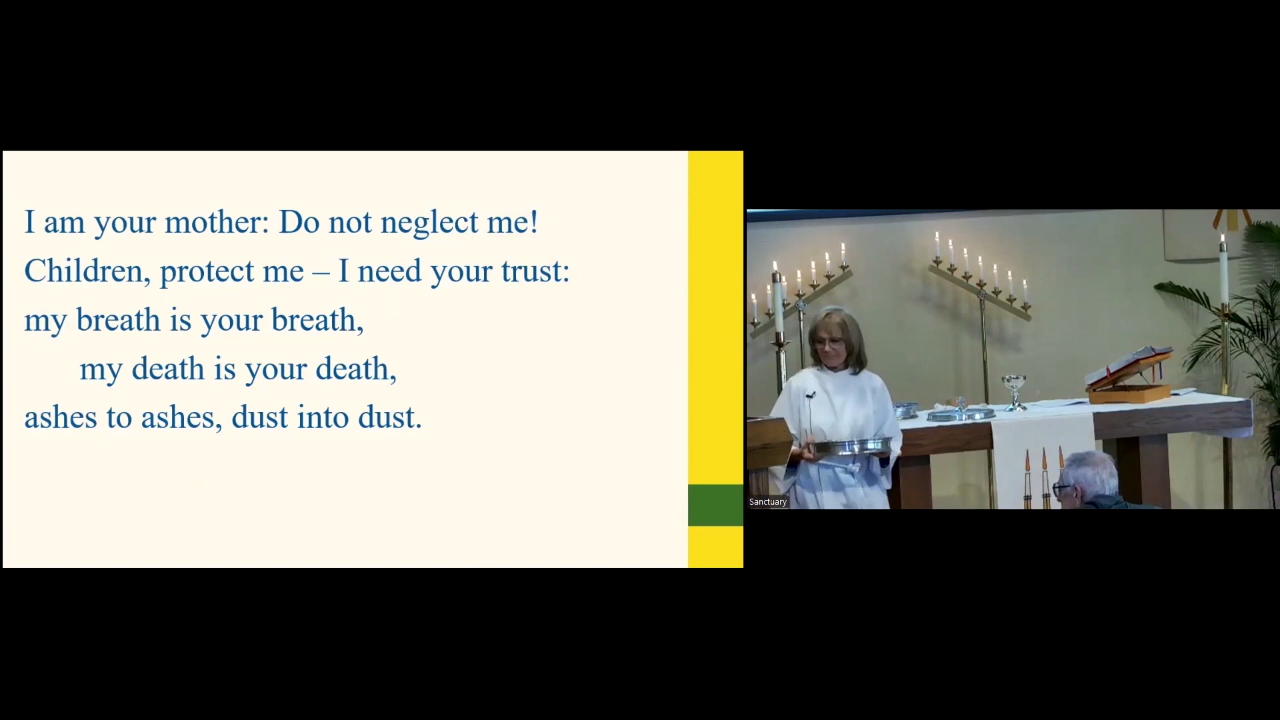 I am your mother: Do not neglect me!
Children, protect me – I need your trust:
my breath is your breath,
my death is your death,
ashes to ashes, dust into dust.
Sanctuary